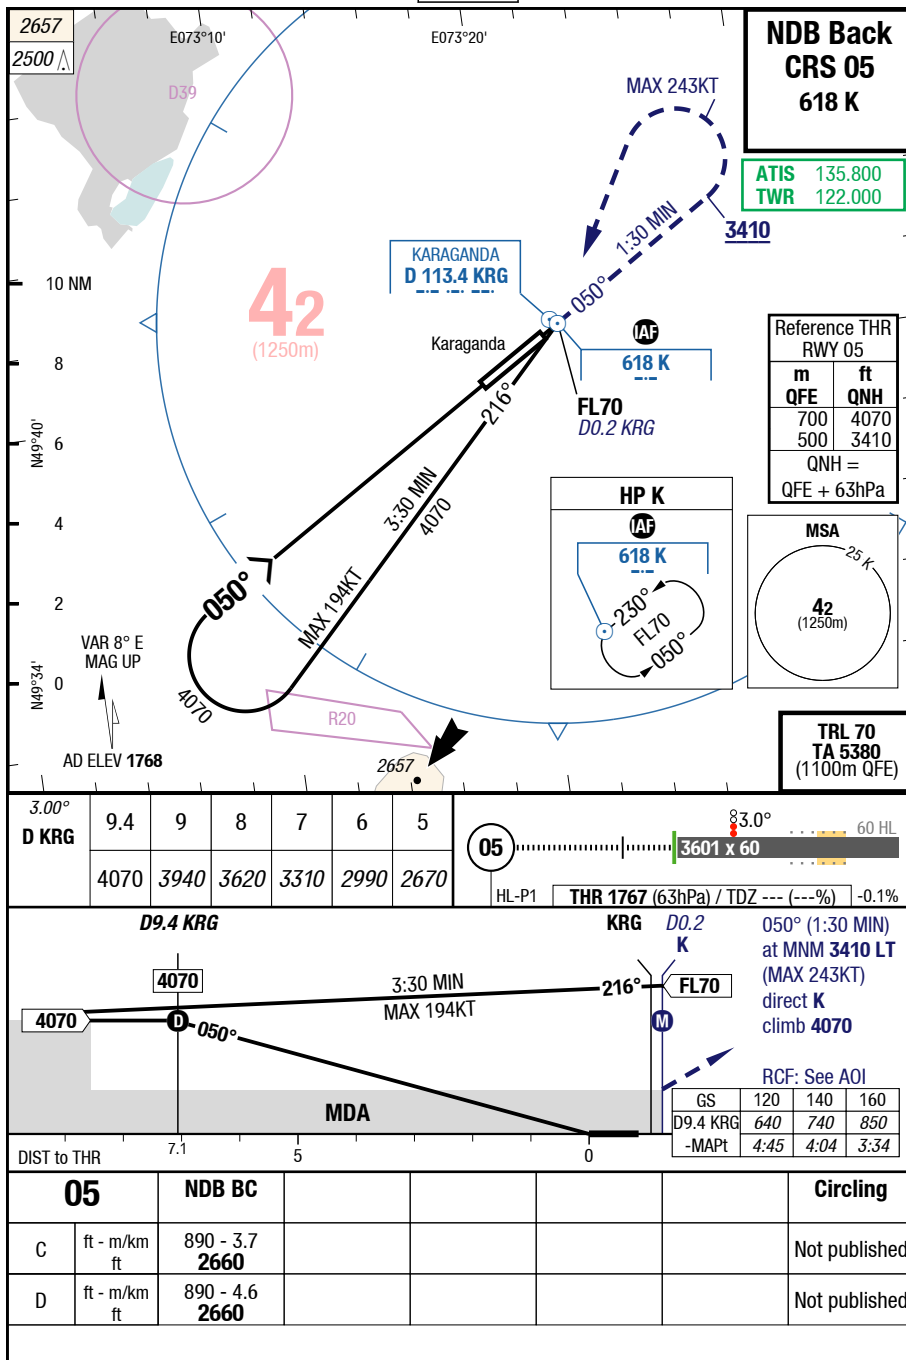 2657
2500
E073°10'
E073°20'
NDB Back
CRS 05
618 K
D39
MAX 243KT
ATIS 135.800
TWR 122.000
3410
1:30 MIN
050°
KARAGANDA
D 113.4 KRG
10 NM
42
(1250m)
Karaganda
IAF
618 K
Reference THR
RWY 05
m ft
QFE QNH
700 4070
500 3410
QNH =
QFE + 63hPa
8
216°
FL70
D0.2 KRG
N49°40'
6
3:30 MIN
4070
HP K
IAF
618 K
230°
FL70
050°
MSA
25 K
42
(1250m)
4
050°
MAX 194KT
2
VAR 8° E
MAG UP
0
N49°34'
4070
R20
AD ELEV 1768
2657
TRL 70
TA 5380
(1100m QFE)
3.00°
D KRG 9.4 9 8 7 6 5
4070 3940 3620 3310 2990 2670
05
3.0°
60 HL
3601 x 60
HL-P1
THR 1767 (63hPa) / TDZ --- (---%)
-0.1%
D9.4 KRG
KRG D0.2
K
050° (1:30 MIN)
at MNM 3410 LT
(MAX 243KT)
direct K
climb 4070
4070
3:30 MIN
216°
FL70
MAX 194KT
4070
D
050°
M
RCF: See AOI
MDA
GS 120 140 160
D9.4 KRG 640 740 850
-MAPt 4:45 4:04 3:34
DIST to THR
7.1
5
0
05 NDB BC Circling
C ft - m/km 890 - 3.7 Not published
ft 2660
D ft - m/km 890 - 4.6 Not published
ft 2660